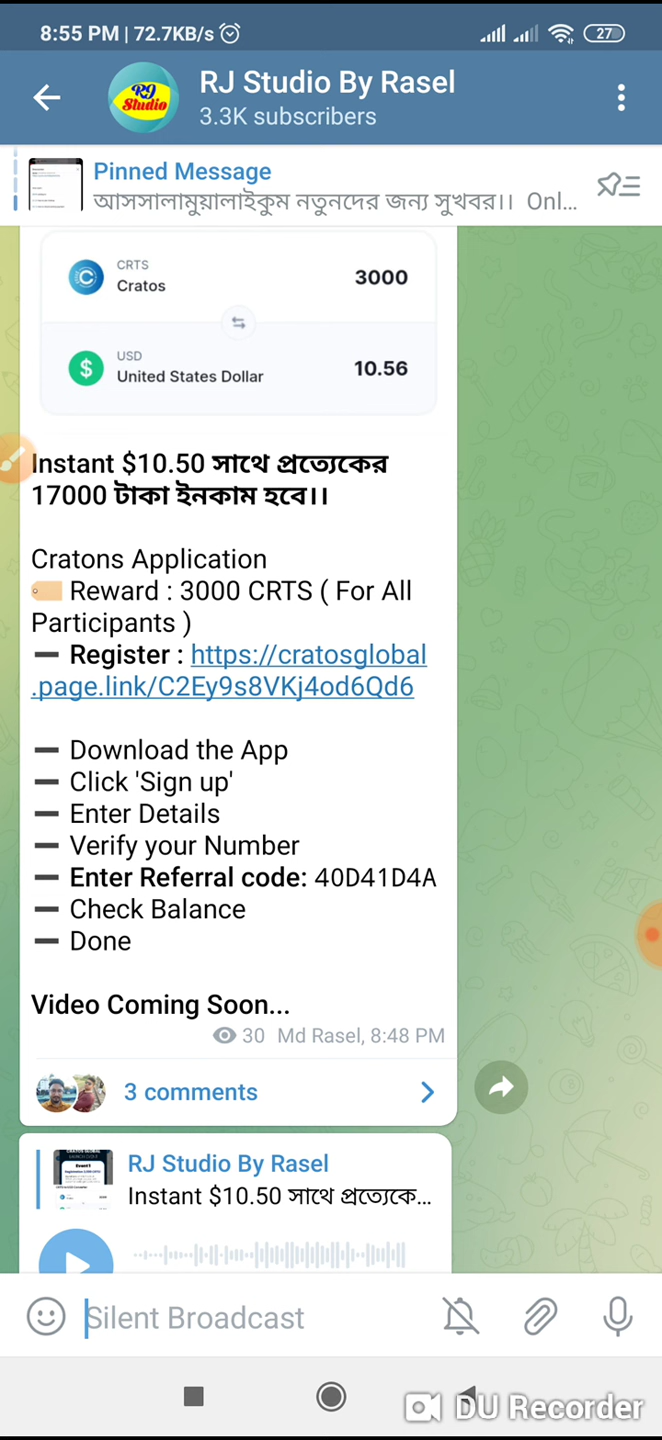 8:55 PM | 72.7KB/s
27
RJ Studio
RJ Studio By Rasel
3.3K subscribers
Pinned Message
আসসালামুয়ালাইকুম নতুনদের জন্য সুখবর।। Onl...
CRTS
Cratos
3000
USD
United States Dollar
10.56
Instant $10.50 সাথে প্রত্যেকের
17000 টাকা ইনকাম হবে।।
Cratons Application
Reward : 3000 CRTS ( For All
Participants )
— Register : https://cratosglobal
.page.link/C2Ey9s8VKj4od6Qd6
— Download the App
— Click 'Sign up'
— Enter Details
— Verify your Number
— Enter Referral code: 40D41D4A
— Check Balance
— Done
Video Coming Soon...
30 Md Rasel, 8:48 PM
3 comments
RJ Studio By Rasel
Instant $10.50 সাথে প্রত্যেকে...
Silent Broadcast
DU Recorder